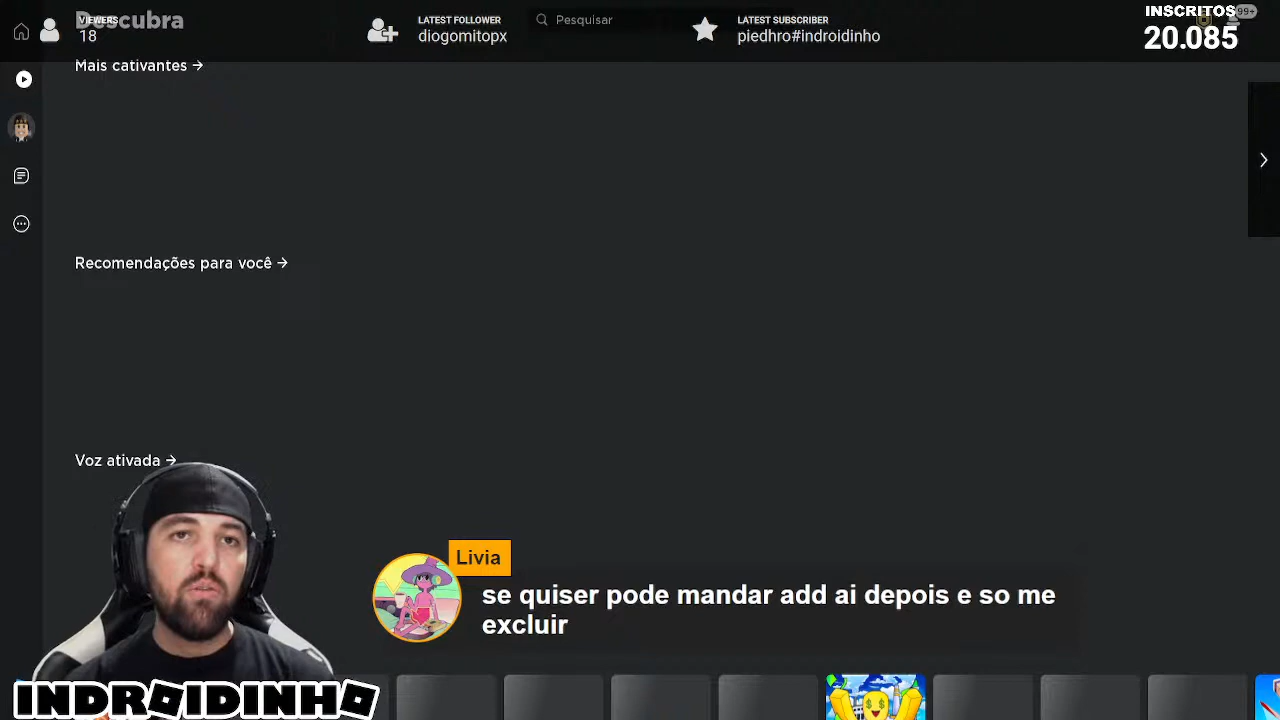 Descubra
VIEWERS
18
LATEST FOLLOWER
diogomitopx
Pesquisar
LATEST SUBSCRIBER
piedhro#indroidinho
INSCRITOS
99+
20.085
Mais cativantes →
Recomendações para você →
Voz ativada →
Livia
se quiser pode mandar add ai depois e so me
excluir
INDROIDINHO